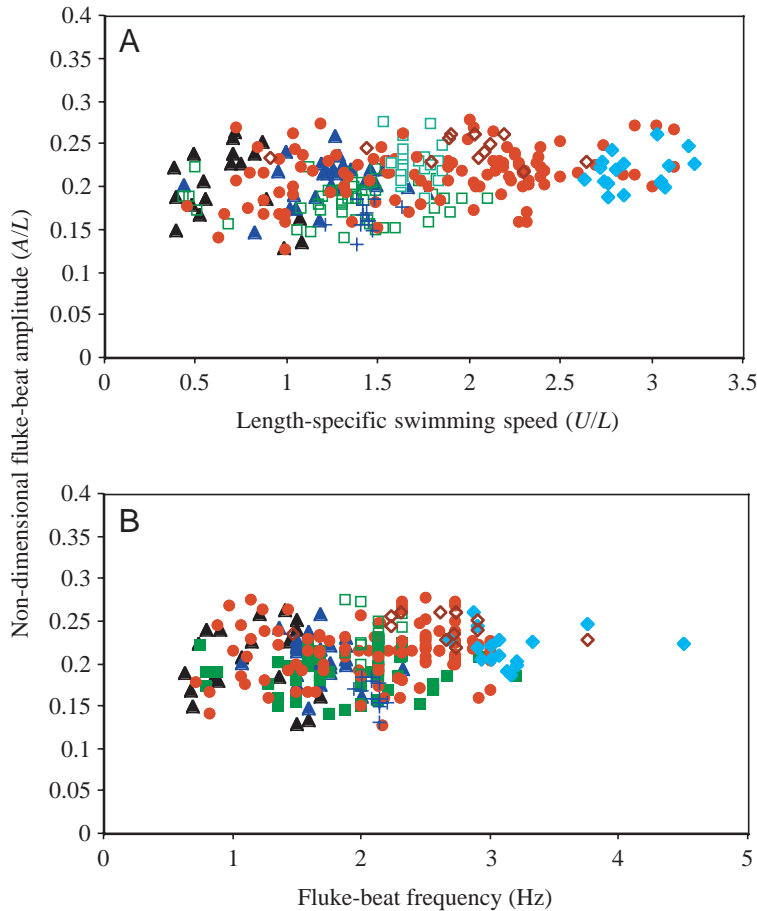 Non-dimensional fluke-beat amplitude (A/L)
A
0.4
0.35
0.3
0.25
0.2
0.15
0.1
0.05
0
0 0.5 1 1.5 2 2.5 3 3.5
Length-specific swimming speed (U/L)
B
0.4
0.35
0.3
0.25
0.2
0.15
0.1
0.05
0
0 1 2 3 4 5
Fluke-beat frequency (Hz)